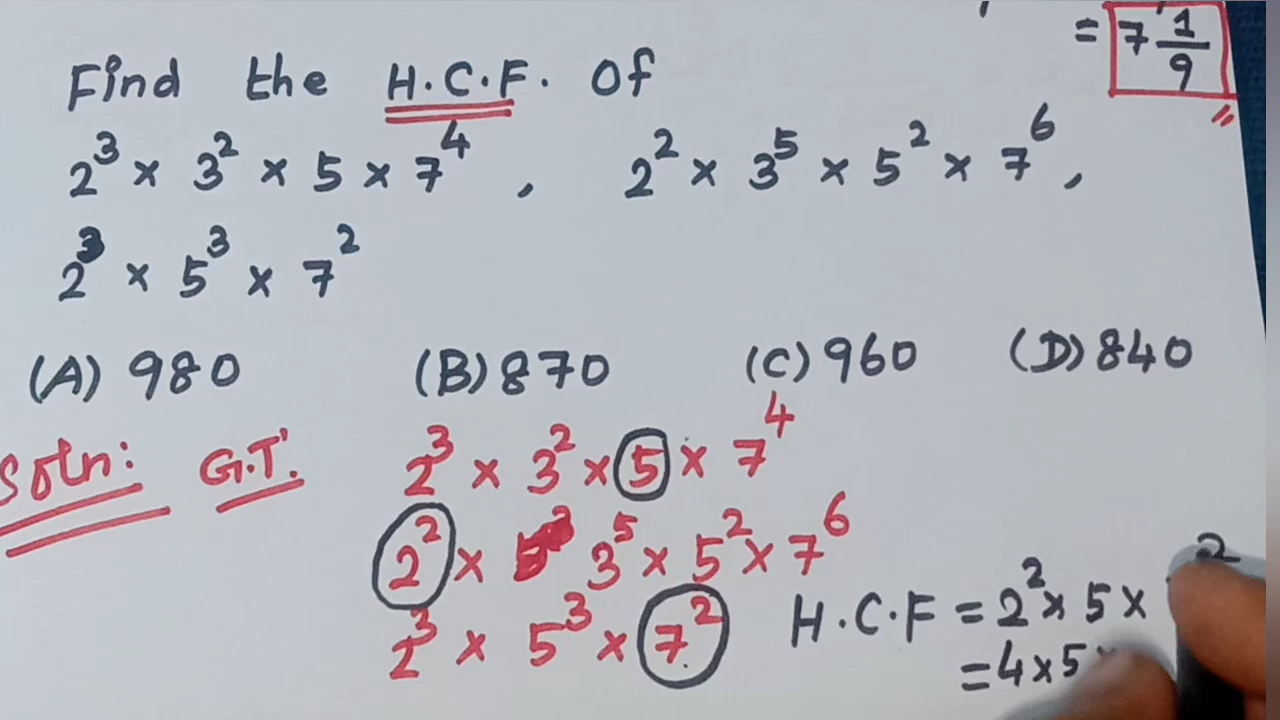 = 7 1/9
Find the H.C.F. Of
2³ × 3² × 5 × 7⁴ , 2² × 3⁵ × 5² × 7⁶ ,
2³ × 5³ × 7²
(A) 980 (B) 870 (C) 960 (D) 840
Soln: G.T. 2³ × 3² × 5 × 7⁴
2² × 3⁵ × 5² × 7⁶
2³ × 5³ × 7²
H.C.F = 2² × 5 ×
= 4 × 5